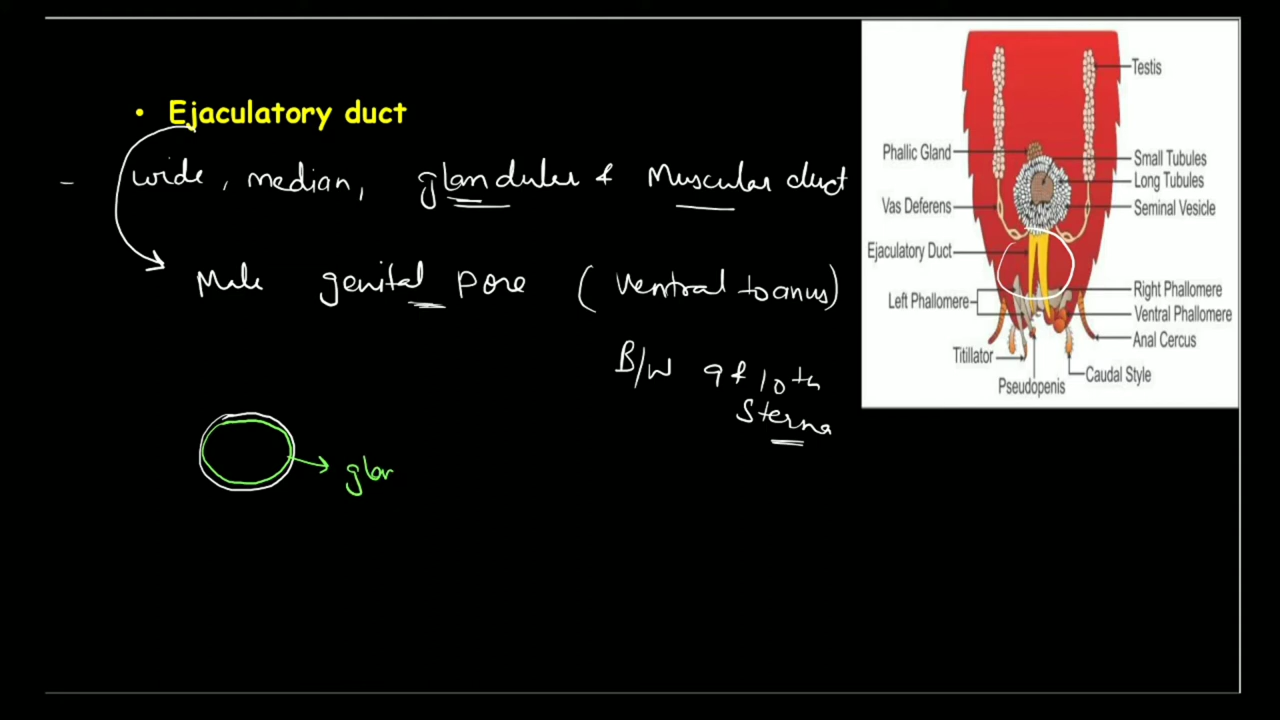 • Ejaculatory duct
- wide, median, glandular & Muscular duct
Male genital pore (ventral to anus)
B/W 9 & 10th
Sterna
glan
Testis
Phallic Gland
Small Tubules
Long Tubules
Vas Deferens
Seminal Vesicle
Ejaculatory Duct
Right Phallomere
Left Phallomere
Ventral Phallomere
Anal Cercus
Titillator
Caudal Style
Pseudopenis